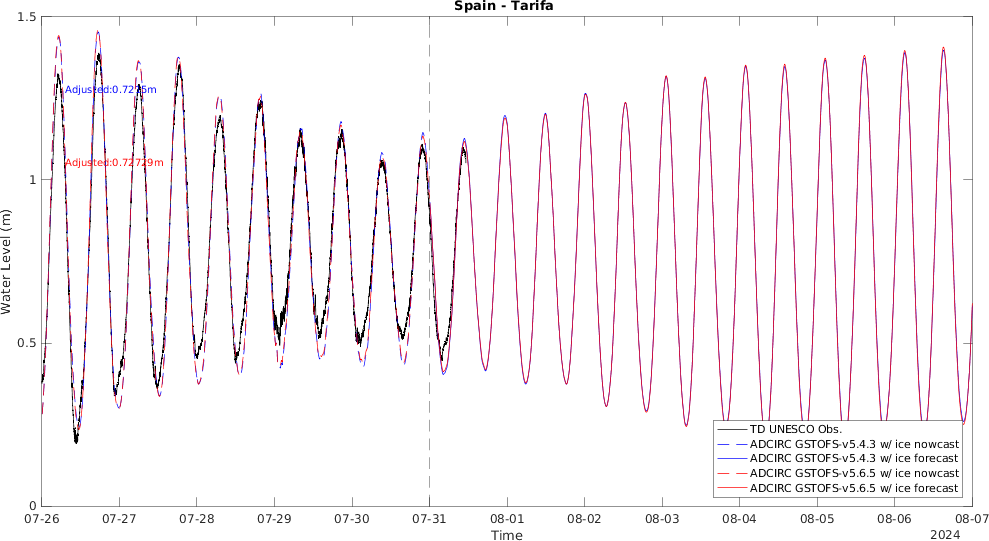 Spain - Tarifa
1.5
1
0.5
0
Water Level (m)
Adjusted:0.7275m
Adjusted:0.72729m
TD UNESCO Obs.
ADCIRC GSTOFS-v5.4.3 w/ ice nowcast
ADCIRC GSTOFS-v5.4.3 w/ ice forecast
ADCIRC GSTOFS-v5.6.5 w/ ice nowcast
ADCIRC GSTOFS-v5.6.5 w/ ice forecast
07-26 07-27 07-28 07-29 07-30 07-31 08-01 08-02 08-03 08-04 08-05 08-06 08-07
Time
2024